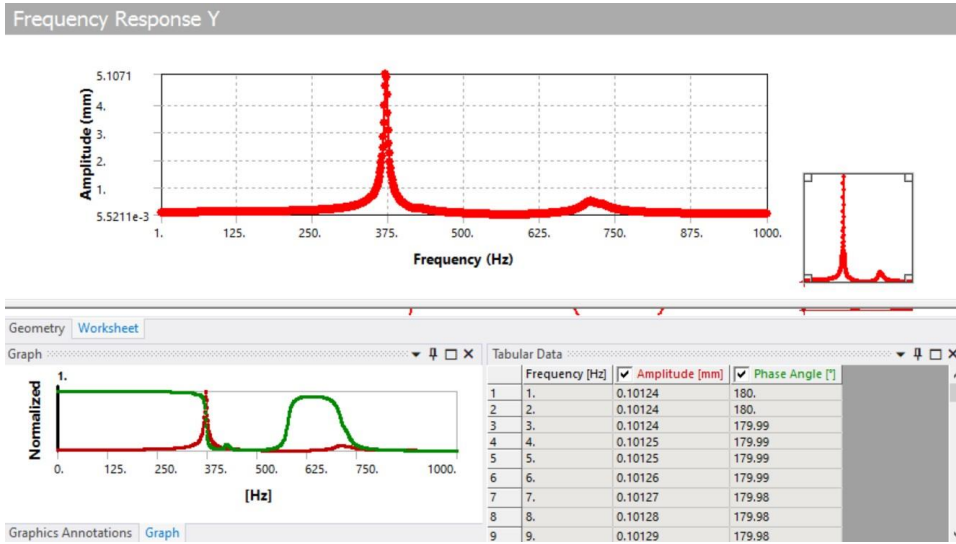 Frequency Response Y
Amplitude (mm)
5.1071
4.
3.
2.
1.
5.5211e-3
1. 125. 250. 375. 500. 625. 750. 875. 1000.
Frequency (Hz)
Geometry Worksheet
Graph
Normalized
1.
0. 125. 250. 375. 500. 625. 750. 1000.
[Hz]
Graphics Annotations Graph
Tabular Data
Frequency [Hz] Amplitude [mm] Phase Angle [°]
1 1. 0.10124 180.
2 2. 0.10124 180.
3 3. 0.10124 179.99
4 4. 0.10125 179.99
5 5. 0.10125 179.99
6 6. 0.10126 179.99
7 7. 0.10127 179.98
8 8. 0.10128 179.98
9 9. 0.10129 179.98